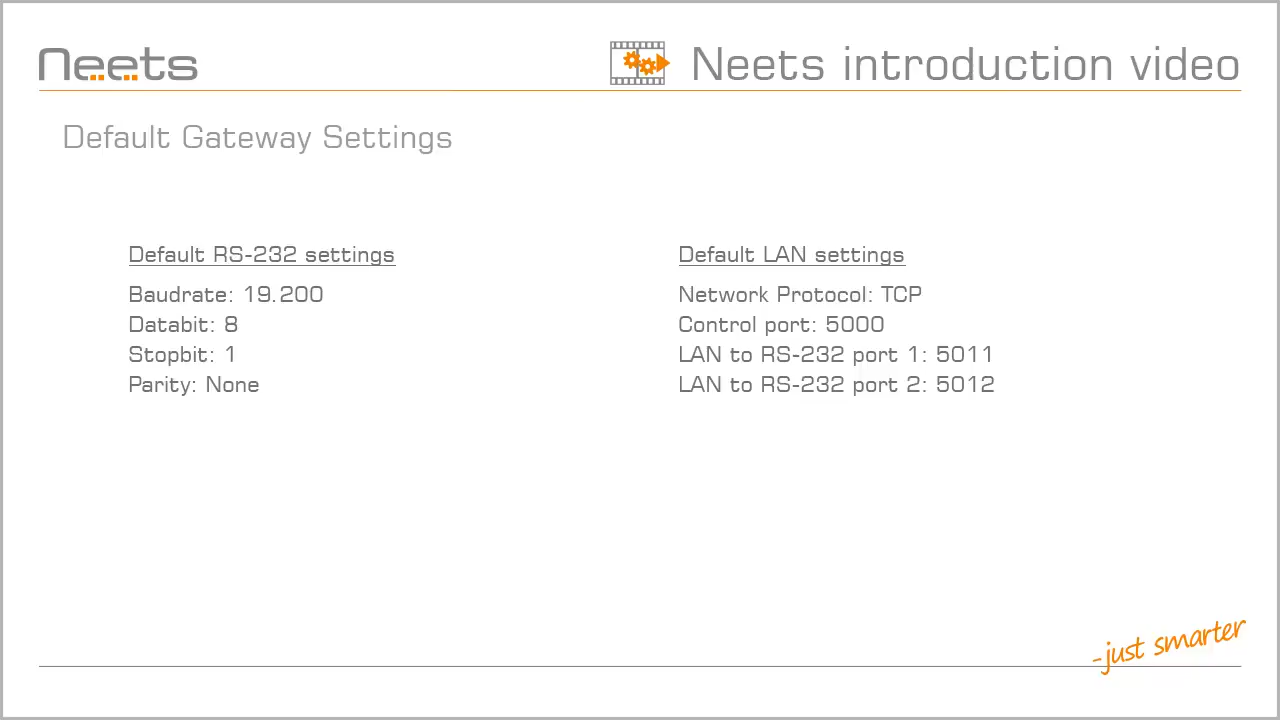 Neets
Neets introduction video
Default Gateway Settings
Default RS-232 settings
Baudrate: 19.200
Databit: 8
Stopbit: 1
Parity: None
Default LAN settings
Network Protocol: TCP
Control port: 5000
LAN to RS-232 port 1: 5011
LAN to RS-232 port 2: 5012
-just smarter